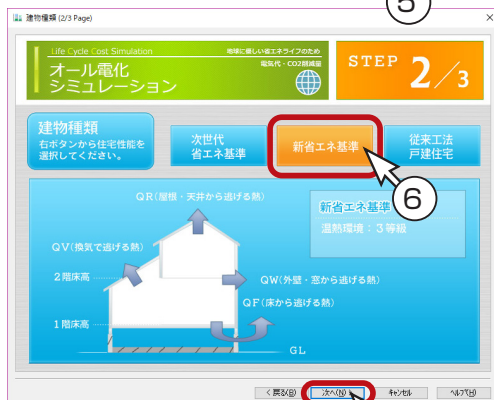 5
建物種類 (2/3 Page)
Life Cycle Cost Simulation
オール電化
シミュレーション
地球に優しい省エネライフのため
電気代・CO2削減量
STEP 2/3
建物種類
右ボタンから住宅性能を
選択してください。
次世代
省エネ基準
新省エネ基準
従来工法
戸建住宅
6
QR(屋根・天井から逃げる熱)
新省エネ基準
温熱環境：3等級
QV(換気で逃げる熱)
2階床高
QW(外壁・窓から逃げる熱)
QF(床から逃げる熱)
1階床高
GL
< 戻る(B)
次へ(N) >
キャンセル
ヘルプ(H)